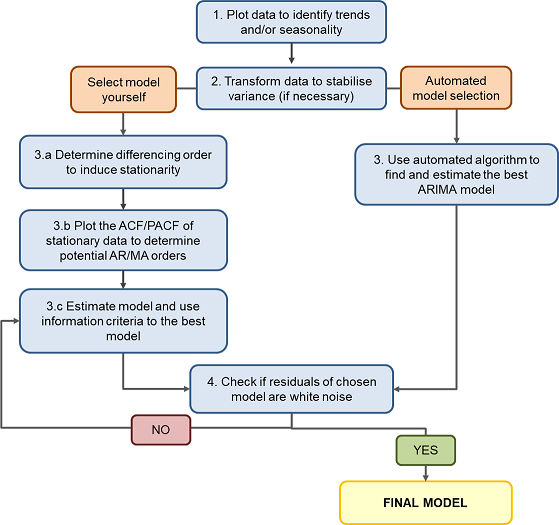 1. Plot data to identify trends
and/or seasonality
Select model
yourself
2. Transform data to stabilise
variance (if necessary)
Automated
model selection
3.a Determine differencing order
to induce stationarity
3. Use automated algorithm to
find and estimate the best
ARIMA model
3.b Plot the ACF/PACF of
stationary data to determine
potential AR/MA orders
3.c Estimate model and use
information criteria to the best
model
4. Check if residuals of chosen
model are white noise
NO
YES
FINAL MODEL